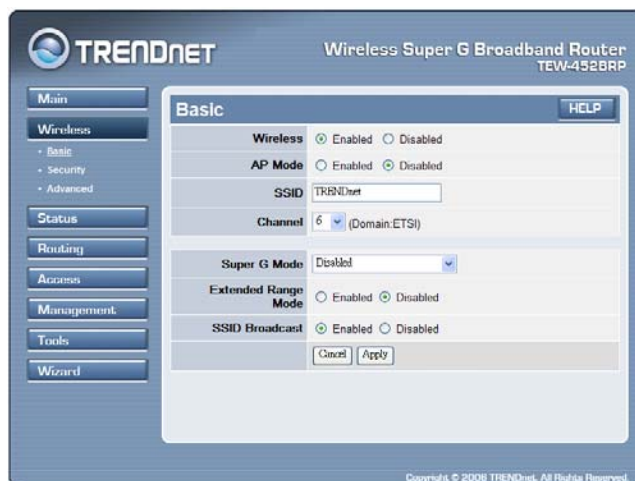 TRENDNET
Wireless Super G Broadband Router
TEW-452BRP
Main
Wireless
Basic
Security
Advanced
Status
Routing
Access
Management
Tools
Wizard
Basic
HELP
Wireless Enabled Disabled
AP Mode Enabled Disabled
SSID TRENDnet
Channel 6 (Domain:ETSI)
Super G Mode Disabled
Extended Range Mode Enabled Disabled
SSID Broadcast Enabled Disabled
Cancel Apply
Copyright © 2008 TRENDnet. All Rights Reserved.